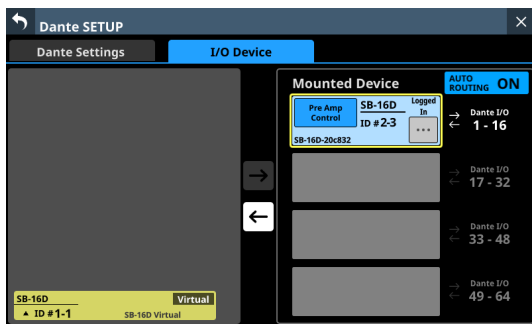 Dante SETUP
Dante Settings
I/O Device
Mounted Device
AUTO ROUTING ON
Pre Amp Control
SB-16D
ID #2-3
Logged In
...
SB-16D-20c832
Dante I/O
1 - 16
Dante I/O
17 - 32
Dante I/O
33 - 48
Dante I/O
49 - 64
SB-16D
Virtual
ID #1-1
SB-16D Virtual